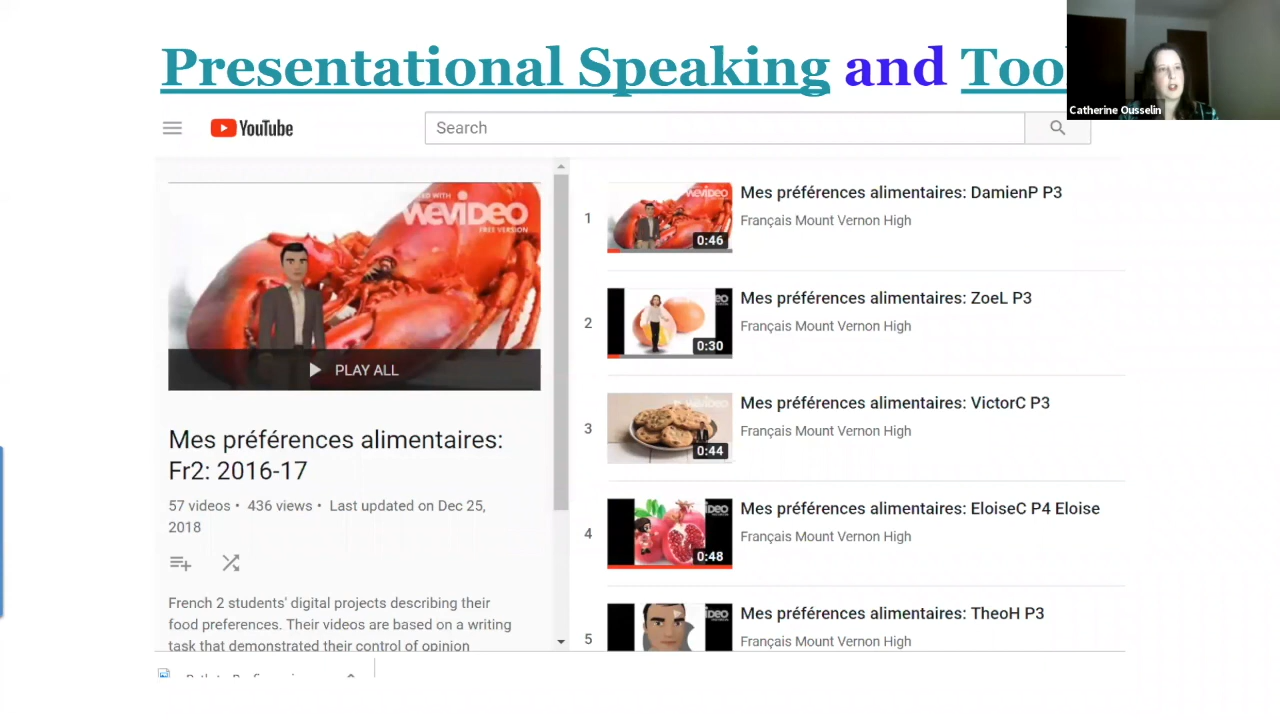 Presentational Speaking and Too
Catherine Ousselin
YouTube
Search
WITH
WEVIDEO
FREE VERSION
PLAY ALL
Mes préférences alimentaires:
Fr2: 2016-17
57 videos • 436 views • Last updated on Dec 25,
2018
French 2 students' digital projects describing their
food preferences. Their videos are based on a writing
task that demonstrated their control of opinion
1
WEVIDEO
0:46
Mes préférences alimentaires: DamienP P3
Français Mount Vernon High
2
0:30
Mes préférences alimentaires: ZoeL P3
Français Mount Vernon High
3
WEVIDEO
0:44
Mes préférences alimentaires: VictorC P3
Français Mount Vernon High
4
0:48
Mes préférences alimentaires: EloiseC P4 Eloise
Français Mount Vernon High
5
Mes préférences alimentaires: TheoH P3
Français Mount Vernon High